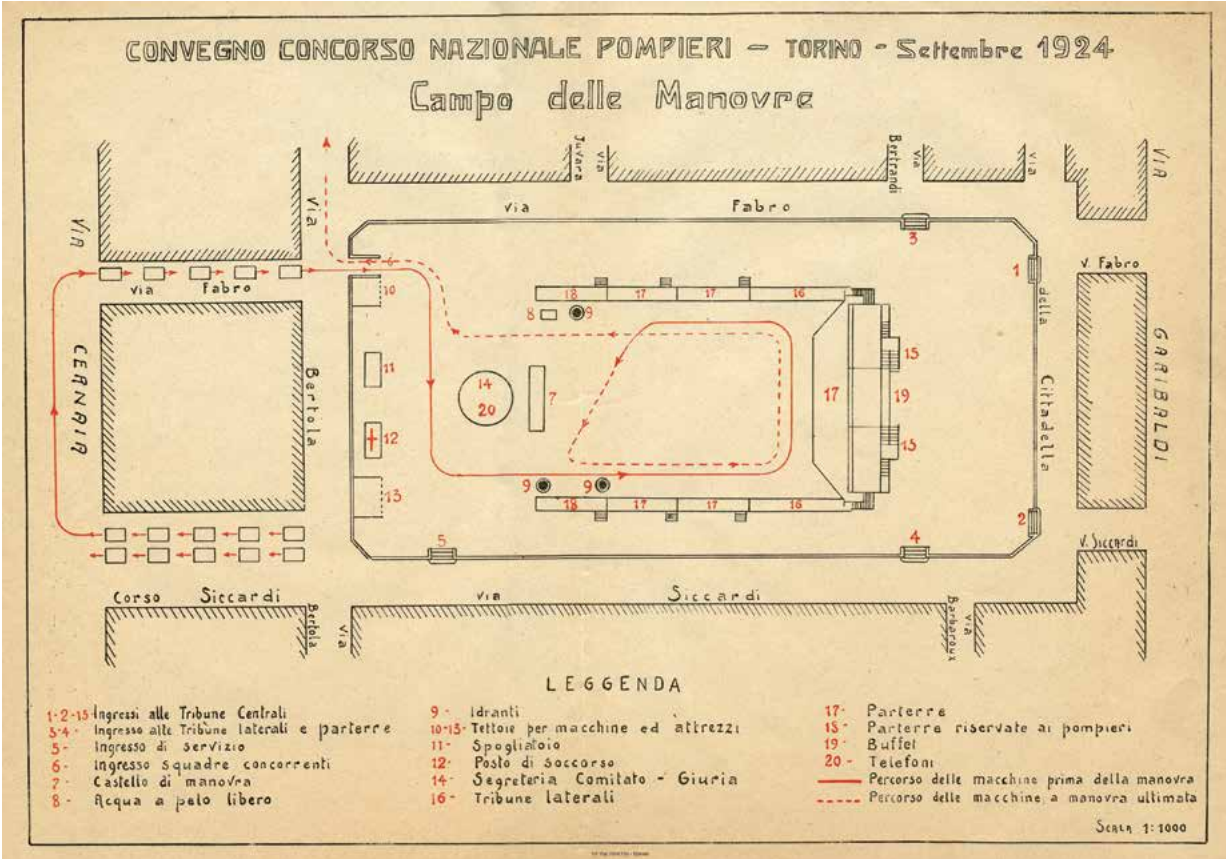 CONVEGNO CONCORSO NAZIONALE POMPIERI - TORINO - Settembre 1924
Campo delle Manovre
Juvara
Via
Bertrandi
Via
Via
VIA
VIA
Via
Via Fabro
3
6
1
V. Fabro
Via Fabro
10
18
17
17
16
8
9
della
CERNAIA
Bertola
11
14
20
7
17
15
19
15
Cittadella
GARIBALDI
12
13
9
9
18
17
17
16
2
5
4
V. Siccardi
Corso Siccardi
Bertola
Via
Via Siccardi
Barbaroux
Via
LEGGENDA
1-2-15 Ingressi alle Tribune Centrali
3-4- Ingresso alle Tribune laterali e parterre
5- Ingresso di servizio
6- Ingresso squadre concorrenti
7- Castello di manovra
8- Acqua a pelo libero
9- Idranti
10-13- Tettoie per macchine ed attrezzi
11- Spogliatoio
12- Posto di soccorso
14- Segreteria Comitato - Giuria
16- Tribune laterali
17- Parterre
18- Parterre riservate ai pompieri
19- Buffet
20- Telefoni
Percorso delle macchine prima della manovra
Percorso delle macchine, a manovra ultimata
SCALA 1:1000